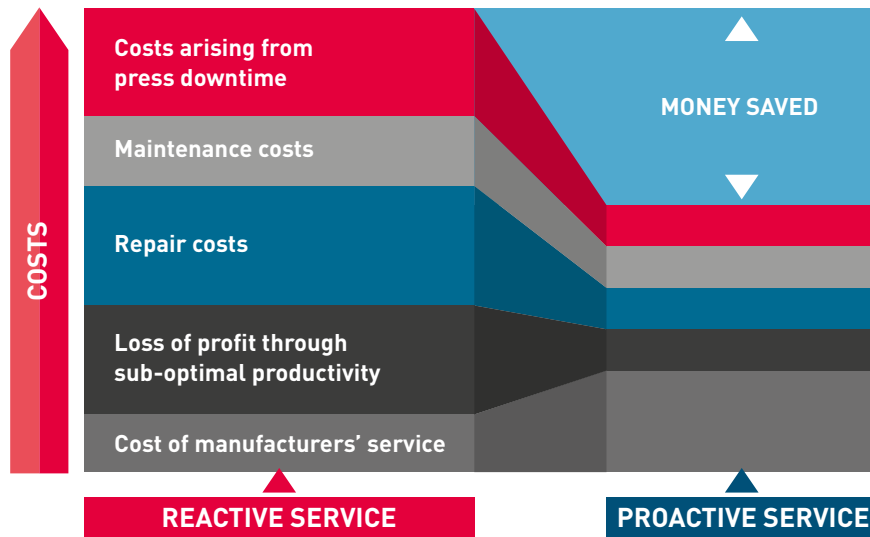 COSTS
Costs arising from
press downtime
Maintenance costs
Repair costs
Loss of profit through
sub-optimal productivity
Cost of manufacturers’ service
MONEY SAVED
REACTIVE SERVICE
PROACTIVE SERVICE